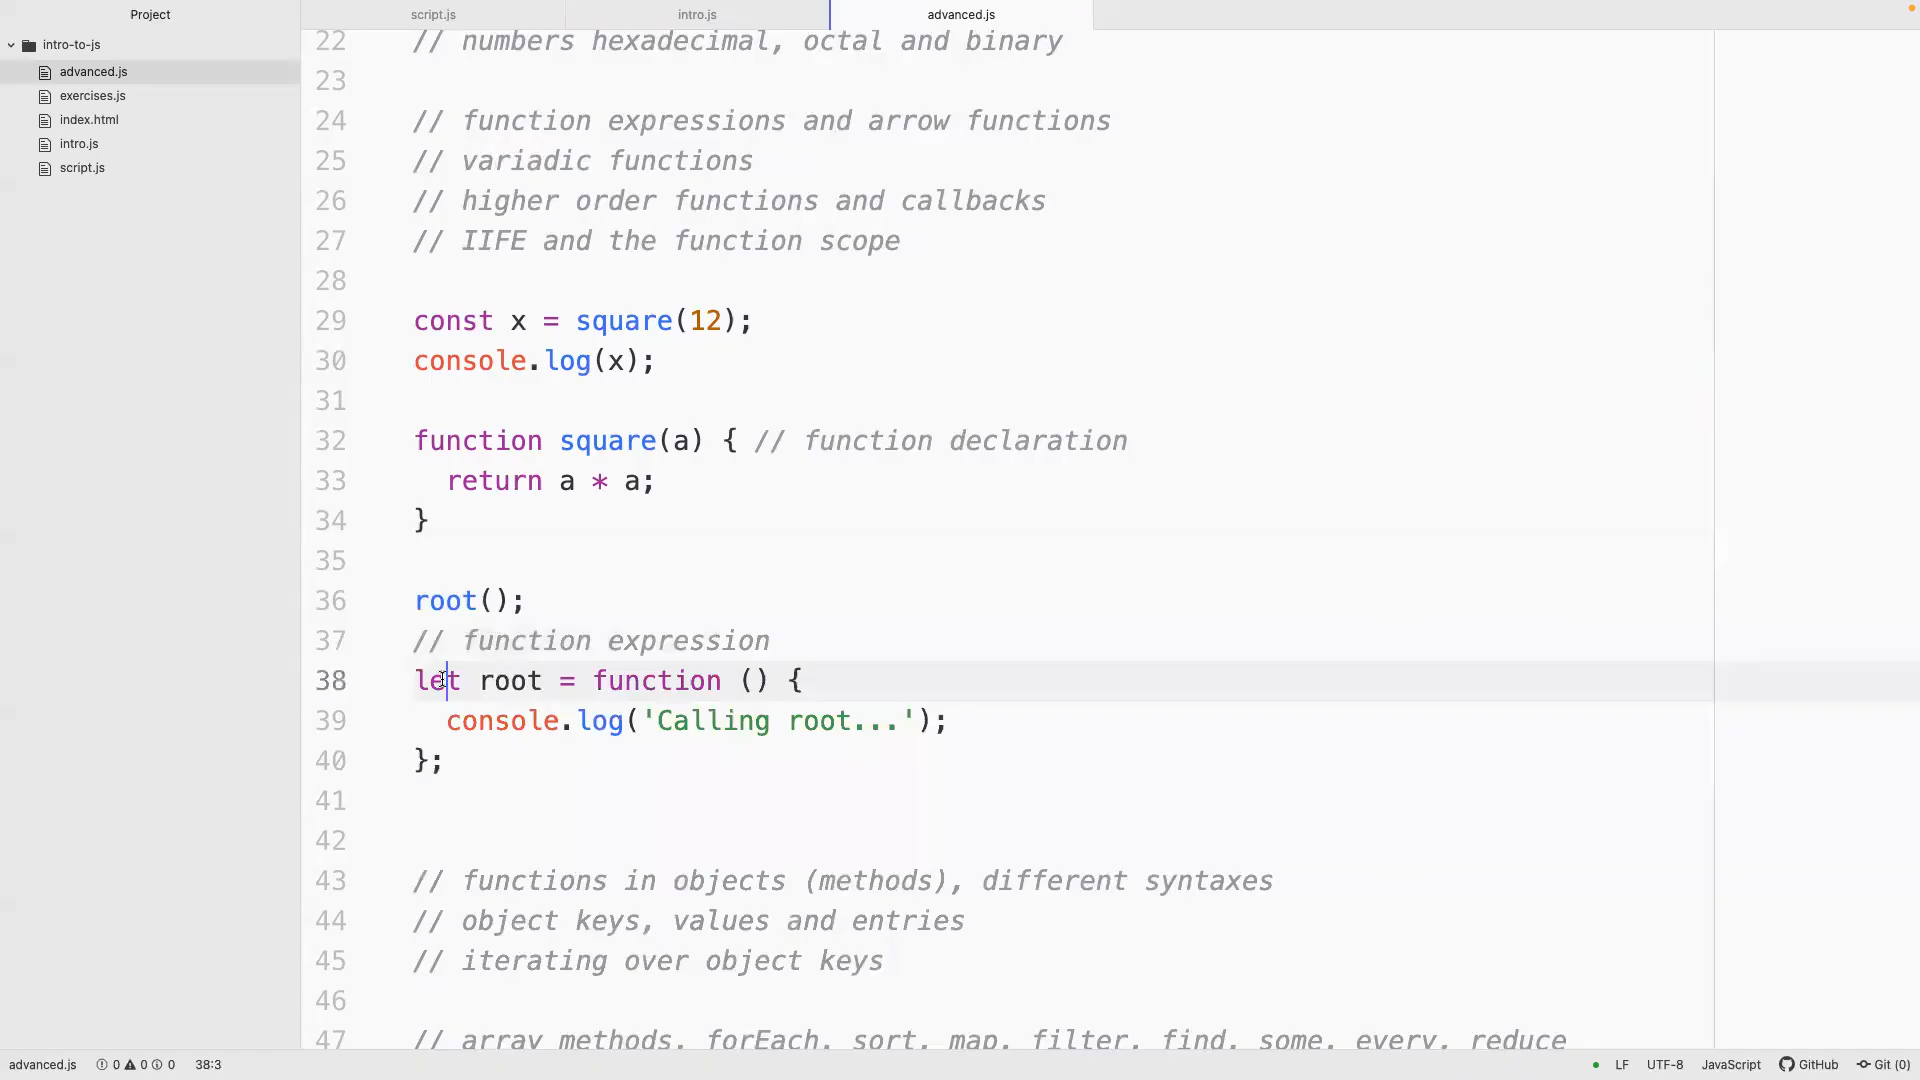 Project
script.js
intro.js
advanced.js
intro-to-js
advanced.js
exercises.js
index.html
intro.js
script.js
22 // numbers hexadecimal, octal and binary
23
24 // function expressions and arrow functions
25 // variadic functions
26 // higher order functions and callbacks
27 // IIFE and the function scope
28
29 const x = square(12);
30 console.log(x);
31
32 function square(a) { // function declaration
33   return a * a;
34 }
35
36 root();
37 // function expression
38 let root = function () {
39   console.log('Calling root...');
40 };
41
42
43 // functions in objects (methods), different syntaxes
44 // object keys, values and entries
45 // iterating over object keys
46
47 // array methods, forEach, sort, map, filter, find, some, every, reduce
advanced.js 0 0 0 38:3 LF UTF-8 JavaScript GitHub Git (0)